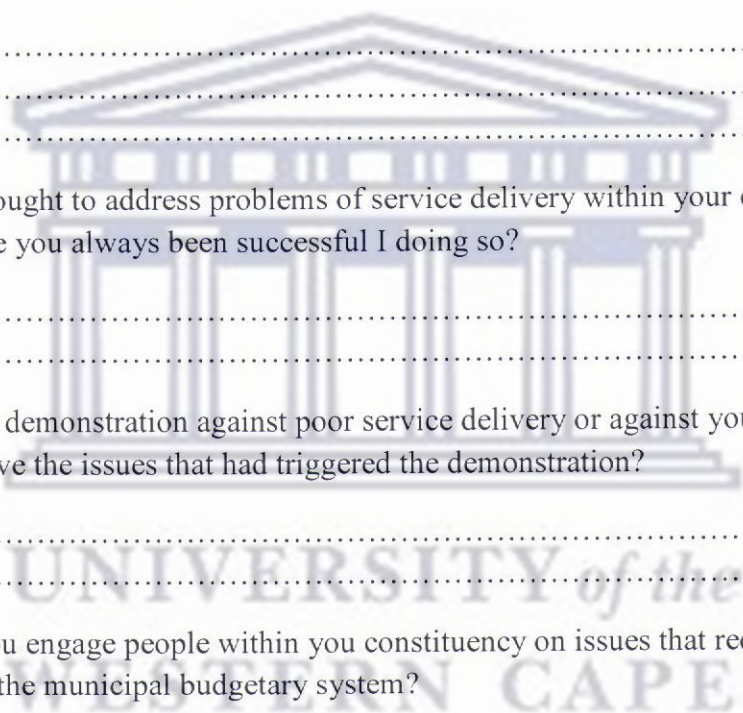 ................................................................................
................................................................................
................................................................................
ought to address problems of service delivery within your
e you always been successful I doing so?
................................................................................
................................................................................
demonstration against poor service delivery or against
ve the issues that had triggered the demonstration?
................................................................................
................................................................................
UNIVERSITY of the
ou engage people within you constituency on issues that
the municipal budgetary system?
WESTERN CAPE